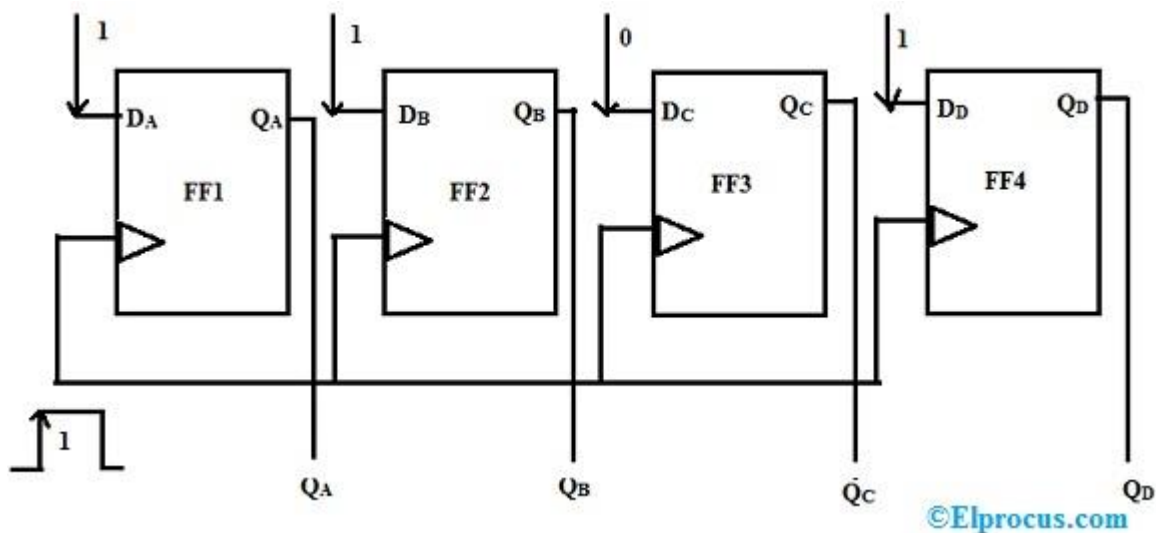 1 1 0 1
DA QA DB QB DC QC DD QD
FF1 FF2 FF3 FF4
1
QA QB QC QD
©Elprocus.com